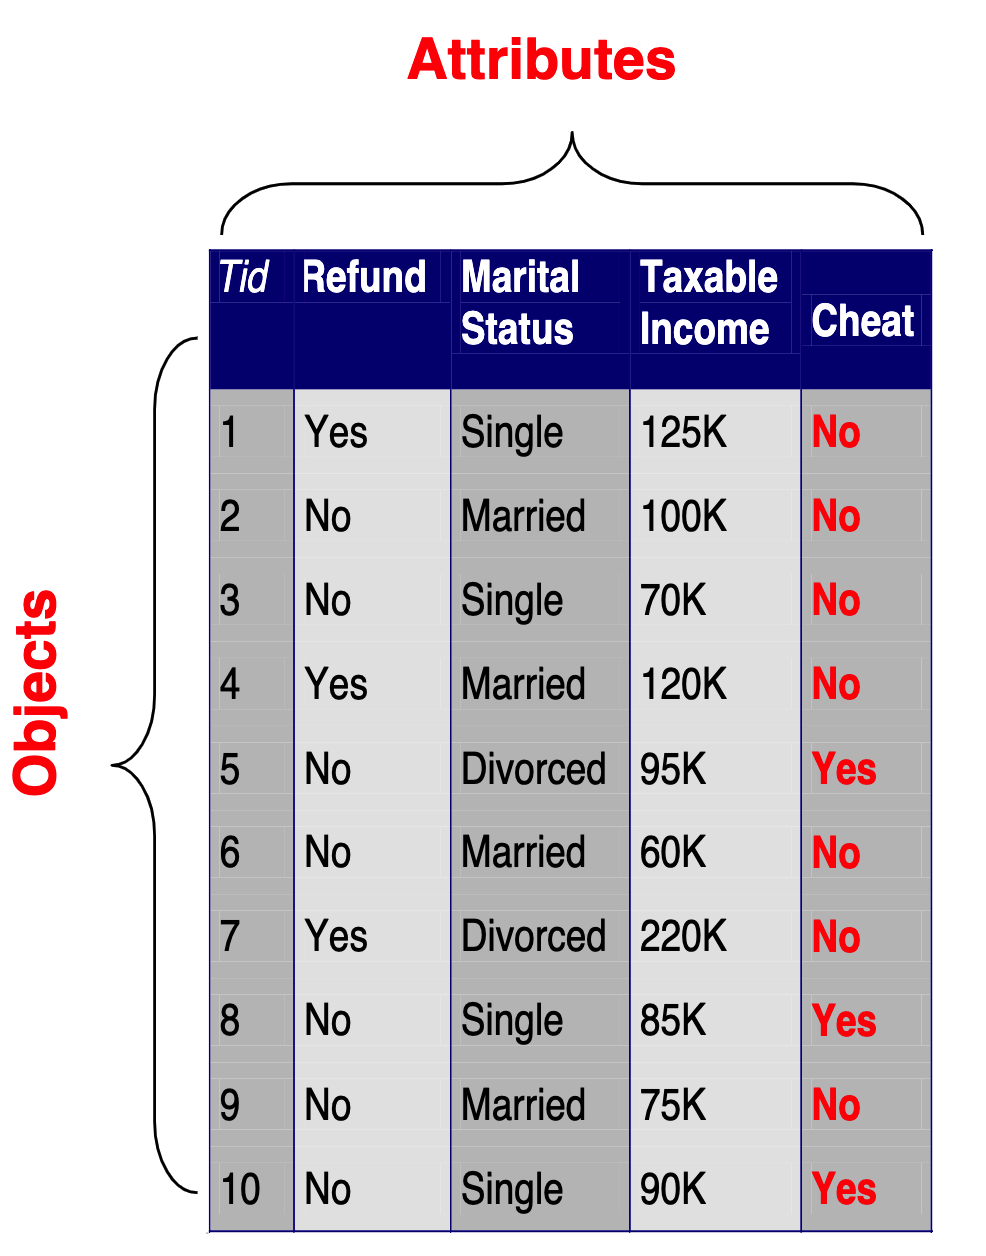 Attributes
Objects
Tid Refund Marital Status Taxable Income Cheat
1 Yes Single 125K No
2 No Married 100K No
3 No Single 70K No
4 Yes Married 120K No
5 No Divorced 95K Yes
6 No Married 60K No
7 Yes Divorced 220K No
8 No Single 85K Yes
9 No Married 75K No
10 No Single 90K Yes